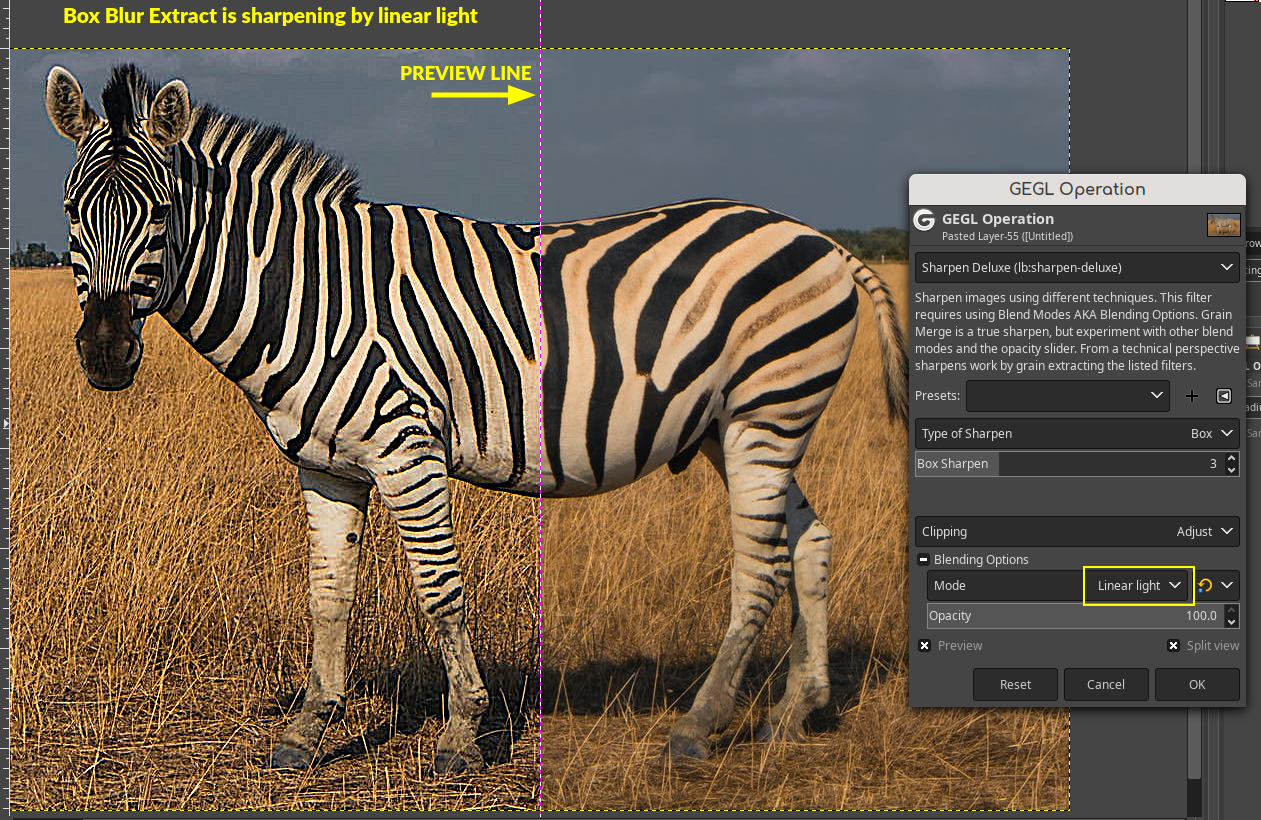 Box Blur Extract is sharpening by linear light
PREVIEW LINE
GEGL Operation
GEGL Operation
Pasted Layer-55 ([Untitled])
Sharpen Deluxe (lb:sharpen-deluxe)
Sharpen images using different techniques. This filter
requires using Blend Modes AKA Blending Options. Grain
Merge is a true sharpen, but experiment with other blend
modes and the opacity slider. From a technical perspective
sharpens work by grain extracting the listed filters.
Presets:
Type of Sharpen Box
Box Sharpen 3
Clipping Adjust
Blending Options
Mode Linear light
Opacity 100.0
Preview Split view
Reset Cancel OK